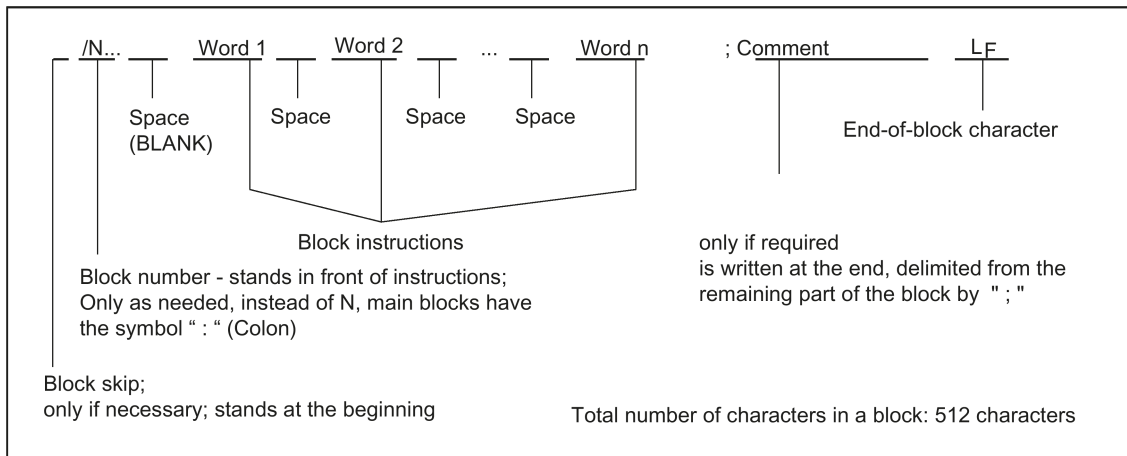 /N... Word 1 Word 2 ... Word n ; Comment LF
Space Space Space Space
(BLANK)
End-of-block character
Block instructions
Block number - stands in front of instructions;
Only as needed, instead of N, main blocks have
the symbol “ : “ (Colon)
only if required
is written at the end, delimited from the
remaining part of the block by " ; "
Block skip;
only if necessary; stands at the beginning
Total number of characters in a block: 512 characters